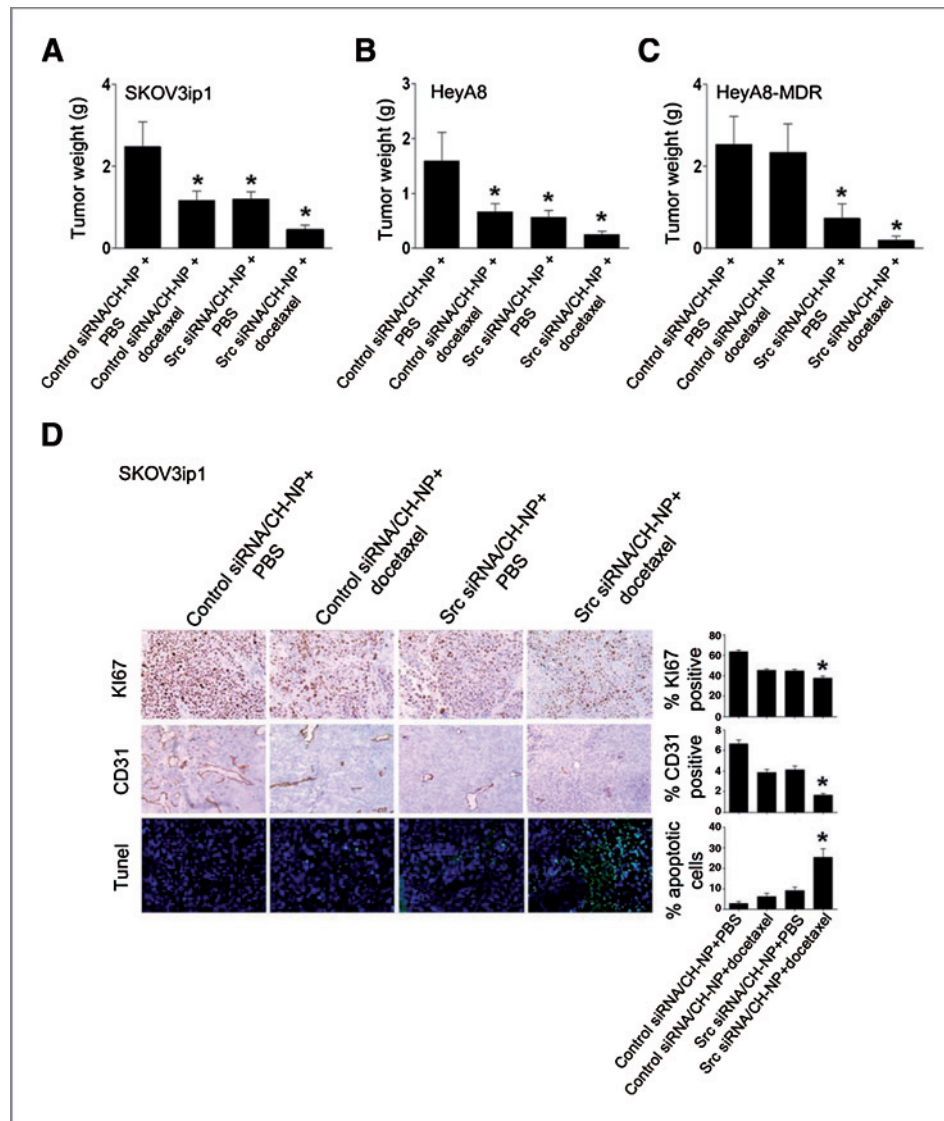 A
SKOV3ip1
Tumor weight (g)
4
2
0
*
*
*
Control siRNA/CH-NP +
PBS
Control siRNA/CH-NP +
docetaxel
Src siRNA/CH-NP +
PBS
Src siRNA/CH-NP +
docetaxel
B
HeyA8
Tumor weight (g)
3
2
1
0
*
*
*
Control siRNA/CH-NP +
PBS
Control siRNA/CH-NP +
docetaxel
Src siRNA/CH-NP +
PBS
Src siRNA/CH-NP +
docetaxel
C
HeyA8-MDR
Tumor weight (g)
4
2
0
*
*
Control siRNA/CH-NP +
PBS
Control siRNA/CH-NP +
docetaxel
Src siRNA/CH-NP +
PBS
Src siRNA/CH-NP +
docetaxel
D
SKOV3ip1
Control siRNA/CH-NP+
PBS
Control siRNA/CH-NP+
docetaxel
Src siRNA/CH-NP+
PBS
Src siRNA/CH-NP+
docetaxel
KI67
% KI67
positive
80
60
40
20
0
*
CD31
% CD31
positive
8
6
4
2
0
*
Tunel
% apoptotic
cells
40
30
20
10
0
*
Control siRNA/CH-NP+PBS
Control siRNA/CH-NP+docetaxel
Src siRNA/CH-NP+PBS
Src siRNA/CH-NP+docetaxel